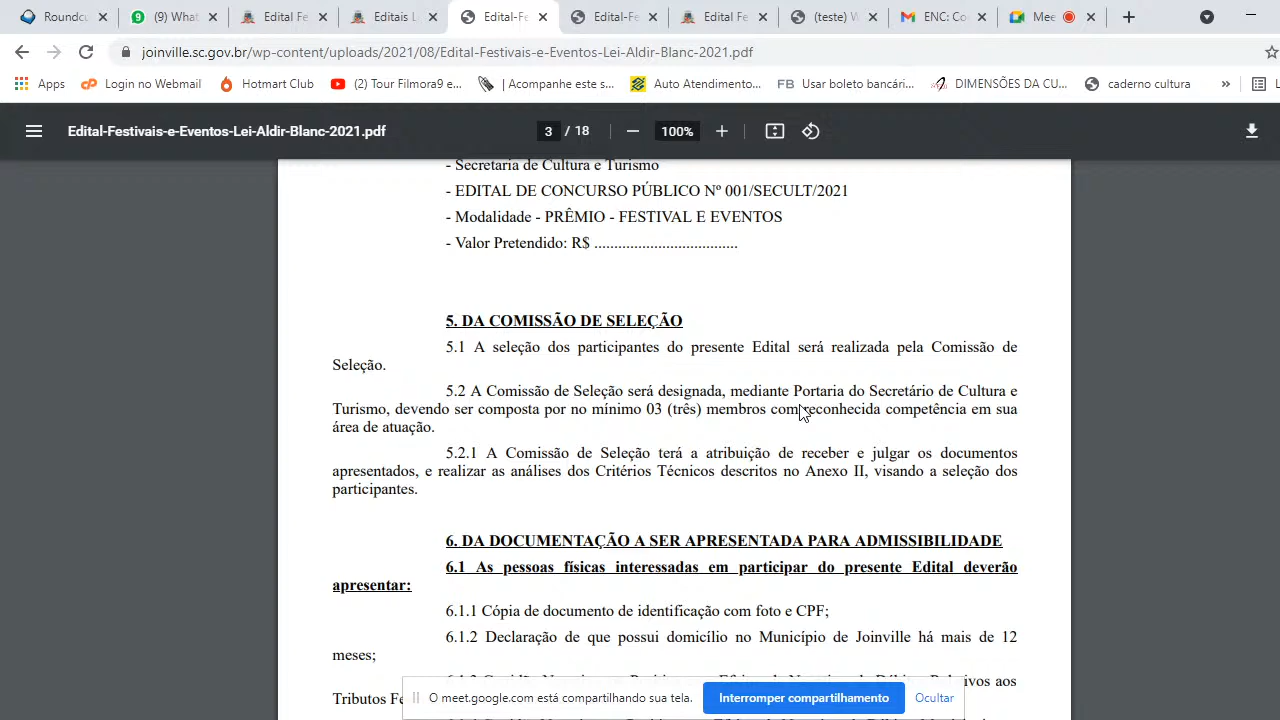 Roundcu
(9) What
Edital Fe
Editais L
Edital-Fe
Edital-Fe
Edital Fe
(teste) W
ENC: Co
Mee
joinville.sc.gov.br/wp-content/uploads/2021/08/Edital-Festivais-e-Eventos-Lei-Aldir-Blanc-2021.pdf
Apps
Login no Webmail
Hotmart Club
(2) Tour Filmora9 e...
| Acompanhe este s...
Auto Atendimento...
FB Usar boleto bancári...
DIMENSÕES DA CU...
caderno cultura
»
Edital-Festivais-e-Eventos-Lei-Aldir-Blanc-2021.pdf
3 / 18
100%
- Secretaria de Cultura e Turismo
- EDITAL DE CONCURSO PÚBLICO Nº 001/SECULT/2021
- Modalidade - PRÊMIO - FESTIVAL E EVENTOS
- Valor Pretendido: R$ ....................................
5. DA COMISSÃO DE SELEÇÃO
5.1 A seleção dos participantes do presente Edital será realizada pela Comissão de
Seleção.
5.2 A Comissão de Seleção será designada, mediante Portaria do Secretário de Cultura e
Turismo, devendo ser composta por no mínimo 03 (três) membros com reconhecida competência em sua
área de atuação.
5.2.1 A Comissão de Seleção terá a atribuição de receber e julgar os documentos
apresentados, e realizar as análises dos Critérios Técnicos descritos no Anexo II, visando a seleção dos
participantes.
6. DA DOCUMENTAÇÃO A SER APRESENTADA PARA ADMISSIBILIDADE
6.1 As pessoas físicas interessadas em participar do presente Edital deverão
apresentar:
6.1.1 Cópia de documento de identificação com foto e CPF;
6.1.2 Declaração de que possui domicílio no Município de Joinville há mais de 12
meses;
aos
Tributos Fe
O meet.google.com está compartilhando sua tela.
Interromper compartilhamento
Ocultar